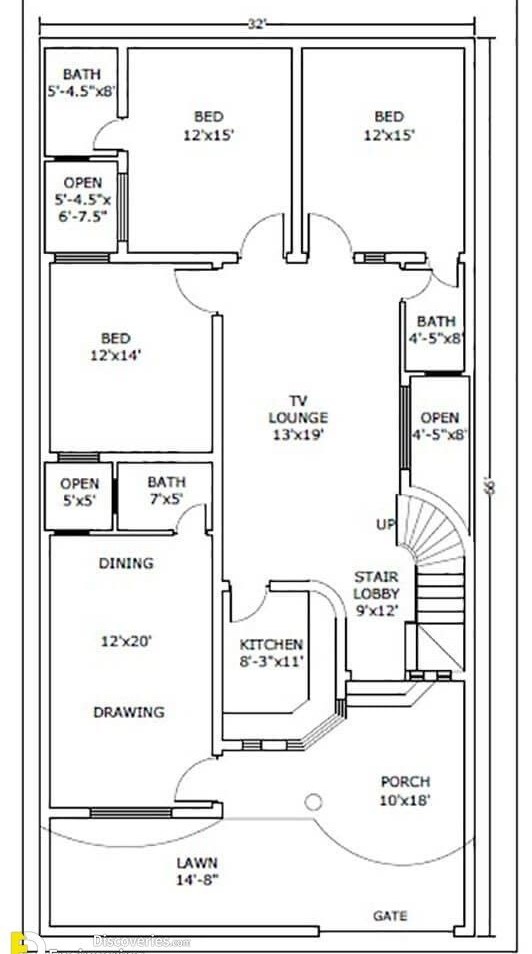 32'
BATH
5'-4.5"x8'
BED
12'x15'
BED
12'x15'
OPEN
5'-4.5"x
6'-7.5"
BED
12'x14'
BATH
4'-5"x8'
TV
LOUNGE
13'x19'
OPEN
4'-5"x8'
66'
OPEN
5'x5'
BATH
7'x5'
UP
DINING
STAIR
LOBBY
9'x12'
12'x20'
KITCHEN
8'-3"x11'
DRAWING
PORCH
10'x18'
LAWN
14'-8"
GATE
Discoveries.com